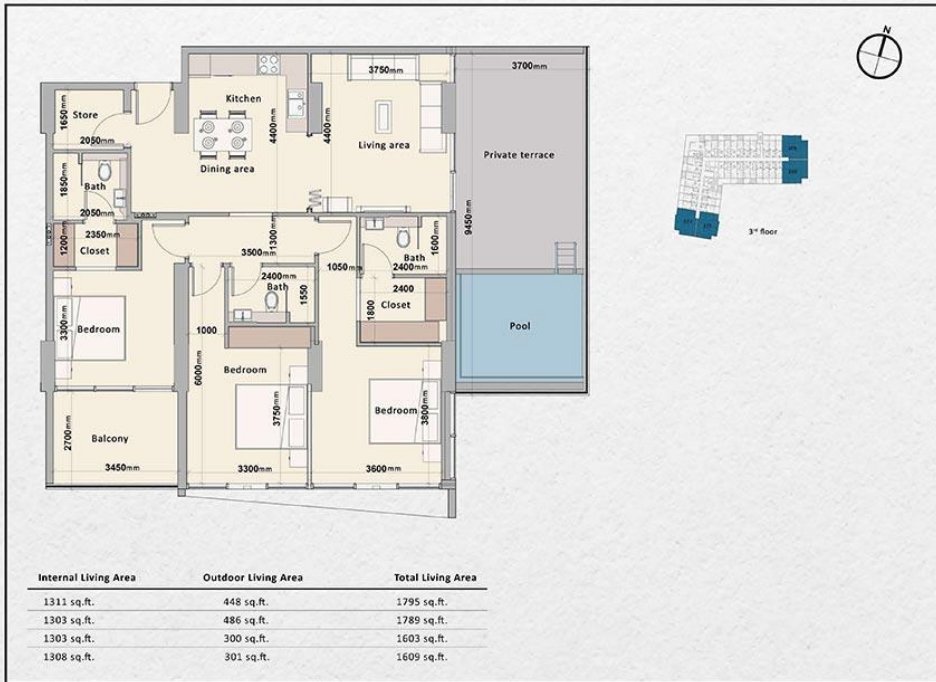 N
3750mm
3700mm
Kitchen
Store
1650mm
2050mm
4400mm
4400mm
Living area
Private terrace
Dining area
1850mm
Bath
2050mm
9450mm
2350mm
1200mm
Closet
1300mm
3500mm
1600mm
Bath
2400mm
1050mm
2400mm
Bath
1550
2400
Closet
1800
3300mm
Bedroom
1000
Pool
6000mm
Bedroom
3750mm
Bedroom
3800mm
2700mm
Balcony
3450mm
3300mm
3600mm
3rd floor
Internal Living Area Outdoor Living Area Total Living Area
1311 sq.ft. 448 sq.ft. 1795 sq.ft.
1303 sq.ft. 486 sq.ft. 1789 sq.ft.
1303 sq.ft. 300 sq.ft. 1603 sq.ft.
1308 sq.ft. 301 sq.ft. 1609 sq.ft.